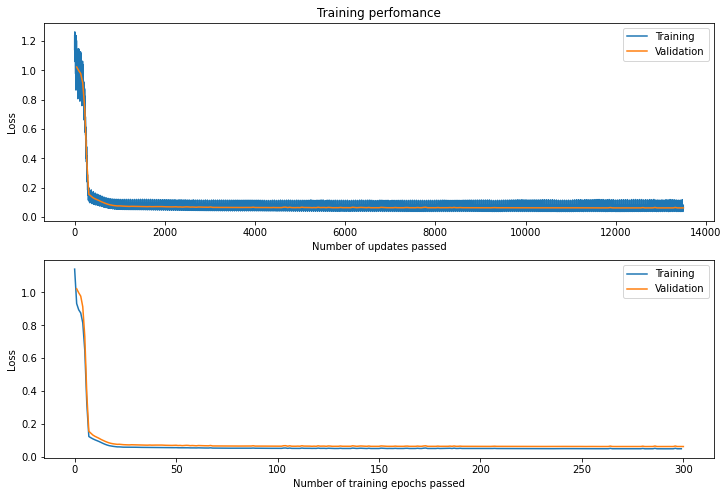 Training perfomance
Training
Validation
Loss
1.2
1.0
0.8
0.6
0.4
0.2
0.0
0 2000 4000 6000 8000 10000 12000 14000
Number of updates passed
Training
Validation
Loss
1.0
0.8
0.6
0.4
0.2
0.0
0 50 100 150 200 250 300
Number of training epochs passed